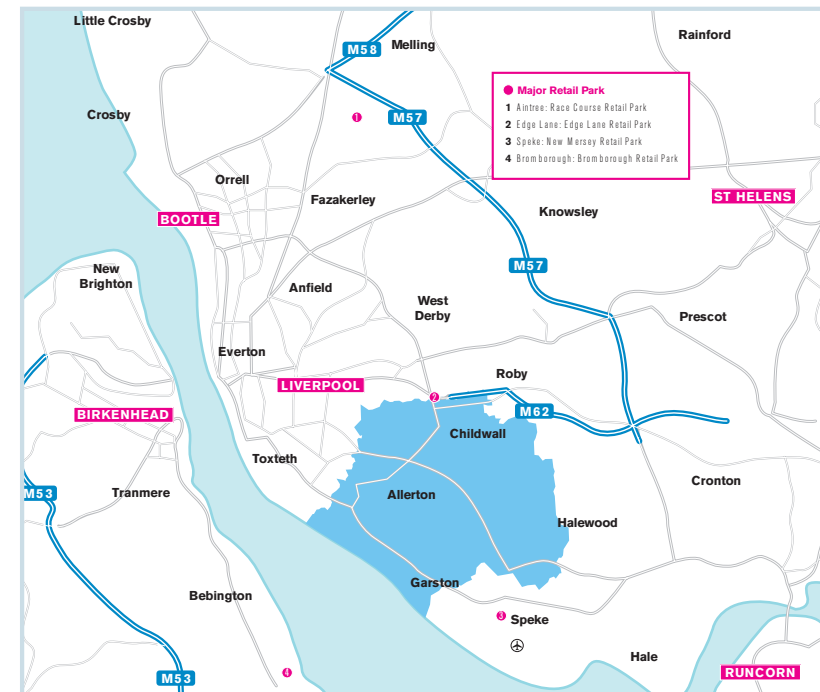 Little Crosby
M58
Melling
Rainford
Crosby
1
M57
Major Retail Park
1 Aintree: Race Course Retail Park
2 Edge Lane: Edge Lane Retail Park
3 Speke: New Mersey Retail Park
4 Bromborough: Bromborough Retail Park
Orrell
Fazakerley
BOOTLE
Knowsley
ST HELENS
New
Brighton
M57
Anfield
West
Derby
Prescot
Everton
Roby
LIVERPOOL
2
M62
BIRKENHEAD
Childwall
Toxteth
Cronton
Tranmere
M53
Allerton
Halewood
Garston
Bebington
3
Speke
Hale
4
M53
RUNCORN